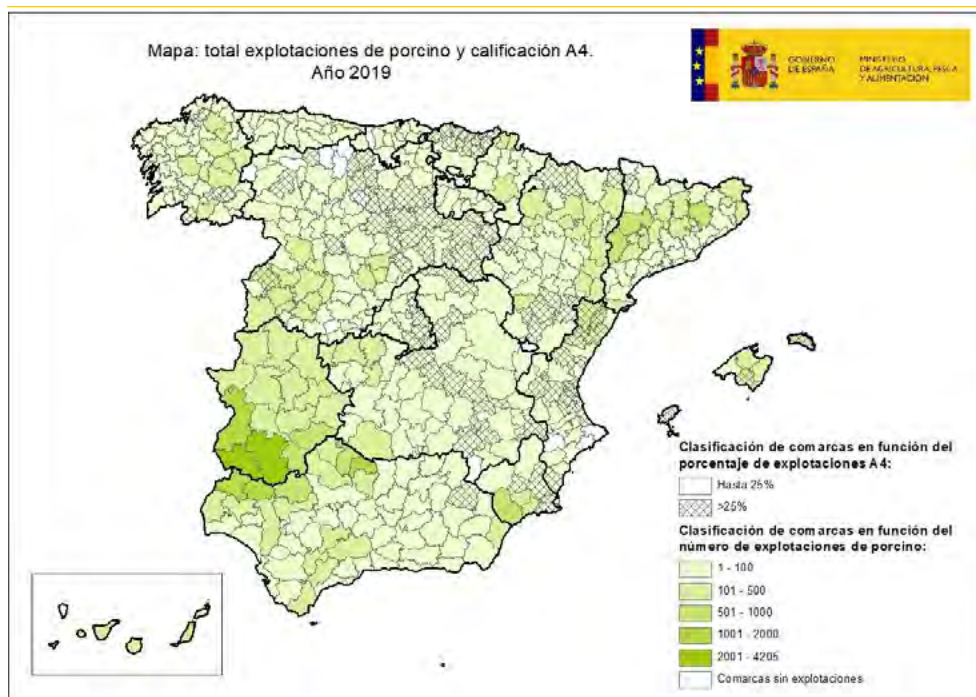 Mapa: total explotaciones de porcino y calificación A4.
Año 2019
GOBIERNO
DE ESPAÑA
MINISTERIO
DE AGRICULTURA, PESCA
Y ALIMENTACIÓN
Clasificación de comarcas en función del
porcentaje de explotaciones A4:
Hasta 25%
>25%
Clasificación de comarcas en función del
número de explotaciones de porcino:
1 - 100
101 - 500
501 - 1000
1001 - 2000
2001 - 4205
Comarcas sin explotaciones